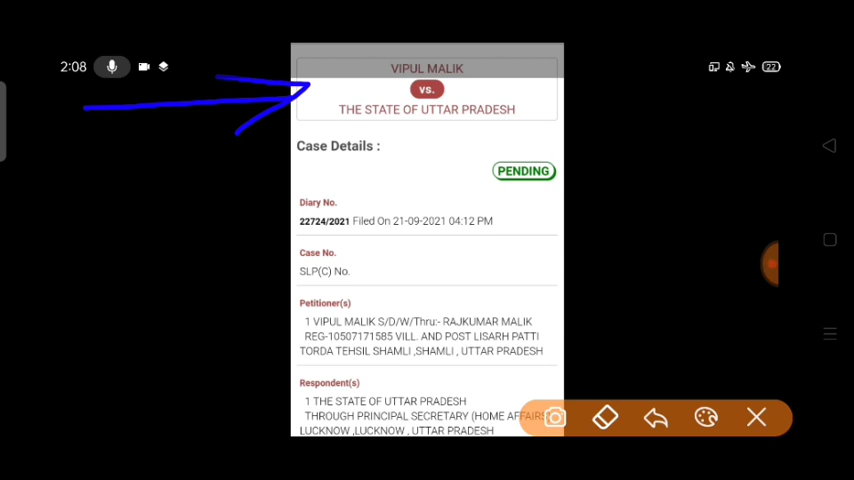 2:08
22
VIPUL MALIK
vs.
THE STATE OF UTTAR PRADESH
Case Details :
PENDING
Diary No.
22724/2021 Filed On 21-09-2021 04:12 PM
Case No.
SLP(C) No.
Petitioner(s)
1 VIPUL MALIK S/D/W/Thru:- RAJKUMAR MALIK
REG-10507171585 VILL. AND POST LISARH PATTI
TORDA TEHSIL SHAMLI ,SHAMLI , UTTAR PRADESH
Respondent(s)
1 THE STATE OF UTTAR PRADESH
THROUGH PRINCIPAL SECRETARY (HOME AFFAIRS
LUCKNOW ,LUCKNOW , UTTAR PRADESH